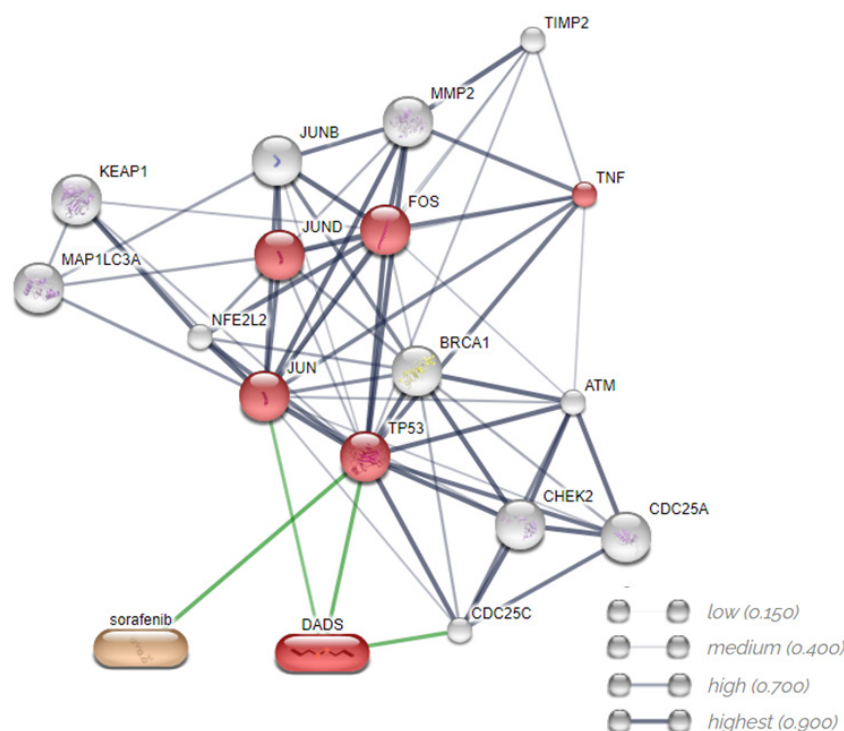 TIMP2
MMP2
JUNB
KEAP1
TNF
FOS
JUND
MAP1LC3A
NFE2L2
BRCA1
JUN
ATM
TP53
CHEK2
CDC25A
sorafenib
DADS
CDC25C
low (0.150)
medium (0.400)
high (0.700)
highest (0.900)